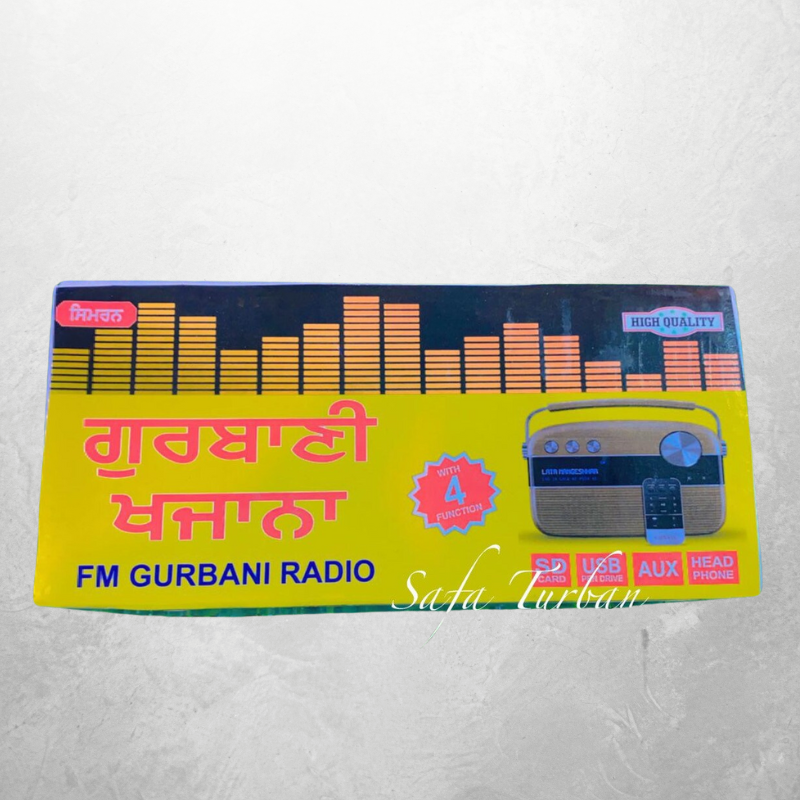 ਸਿਮਰਨ
HIGH QUALITY
ਗੁਰਬਾਣੀ
ਖਜਾਨਾ
FM GURBANI RADIO
WITH
4
FUNCTION
SD
CARD
USB
PEN DRIVE
AUX
HEAD
PHONE
Safa Turban